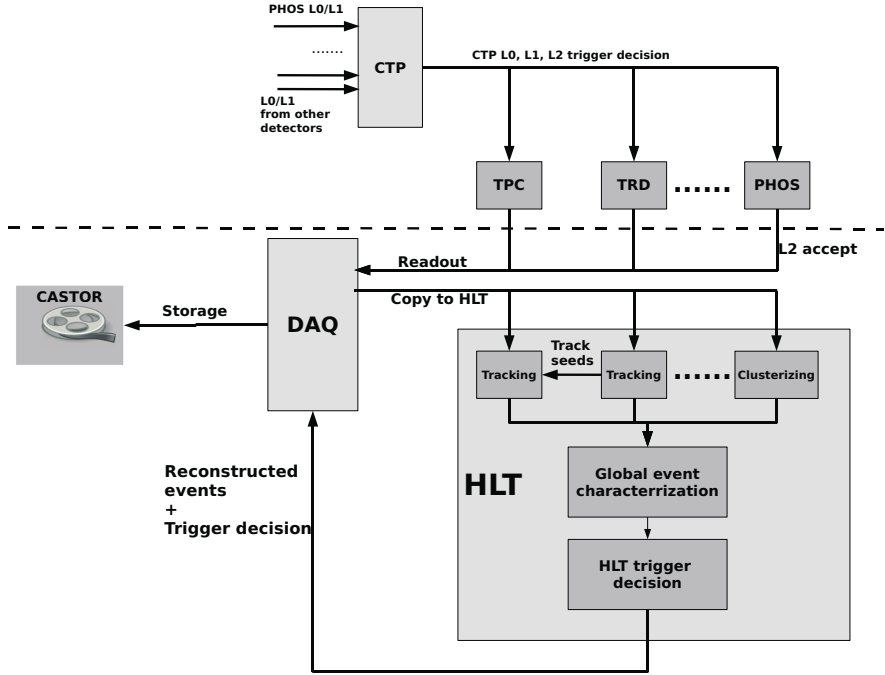 PHOS L0/L1
.......
CTP
CTP L0, L1, L2 trigger decision
L0/L1
from other
detectors
TPC
TRD
......
PHOS
L2 accept
Readout
CASTOR
Storage
DAQ
Copy to HLT
Track
seeds
Tracking
Tracking
......
Clusterizing
Reconstructed
events
+
Trigger decision
HLT
Global event
characterrization
HLT trigger
decision